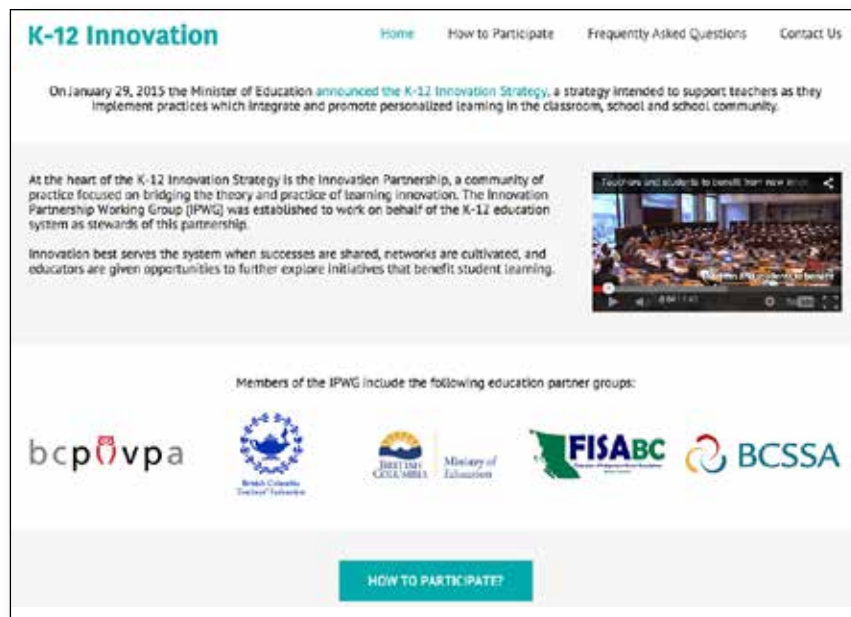 K-12 Innovation
Home How to Participate Frequently Asked Questions Contact Us
On January 29, 2015 the Minister of Education announced the K-12 Innovation Strategy, a strategy intended to support teachers as they
implement practices which integrate and promote personalized learning in the classroom, school and school community.
At the heart of the K-12 Innovation Strategy is the Innovation Partnership, a community of
practice focused on bridging the theory and practice of learning innovation. The Innovation
Partnership Working Group (IPWG) was established to work on behalf of the K-12 education
system as stewards of this partnership.
Innovation best serves the system when successes are shared, networks are cultivated, and
educators are given opportunities to further explore initiatives that benefit student learning.
Teachers and students to benefit from new
students to benefit
Members of the IPWG include the following education partner groups:
bcpvpa
British Columbia
Teachers' Federation
BRITISH
COLUMBIA
Ministry of
Education
FISABC
BCSSA
HOW TO PARTICIPATE?